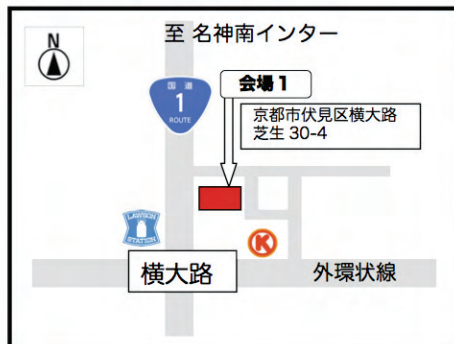 N
至 名神南インター
国道
1
ROUTE
会場1
京都市伏見区横大路
芝生 30-4
LAWSON
STATION
K
横大路
外環状線